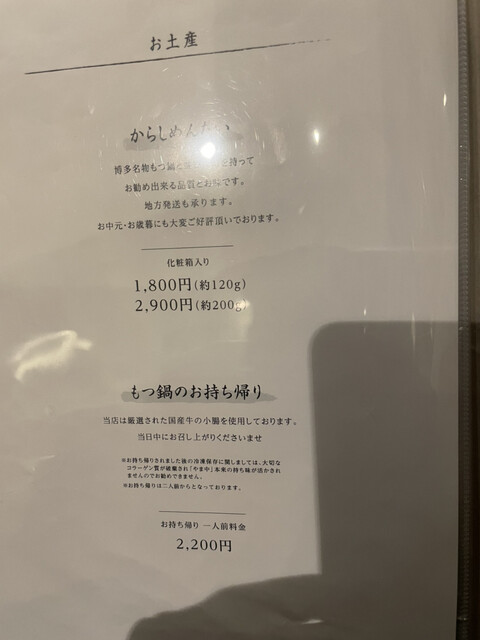 お土産
からしめんたい
博多名物もつ鍋と 持って
お勧め出来る品質とお味です。
地方発送も承ります。
お中元・お歳暮にも大変ご好評頂いております。
化粧箱入り
1,800円(約120g)
2,900円(約200g)
もつ鍋のお持ち帰り
当店は厳選された国産牛の小腸を使用しております。
当日中にお召し上がりくださいませ
※お持ち帰りされました後の冷凍保存に関しましては、大切な
コラーゲン質が破壊され「やま中」本来の持ち味が活かされ
ませんのでお勧めできません。
※お持ち帰りは二人前からとなっております。
お持ち帰り 一人前料金
2,200円